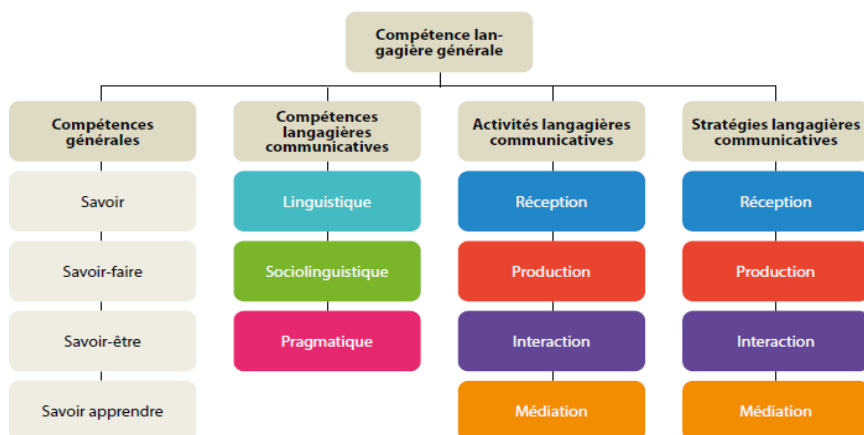 Compétence lan-
gagière générale
Compétences
générales
Savoir
Savoir-faire
Savoir-être
Savoir apprendre
Compétences
langagières
communicatives
Linguistique
Sociolinguistique
Pragmatique
Activités langagières
communicatives
Réception
Production
Interaction
Médiation
Stratégies langagières
communicatives
Réception
Production
Interaction
Médiation